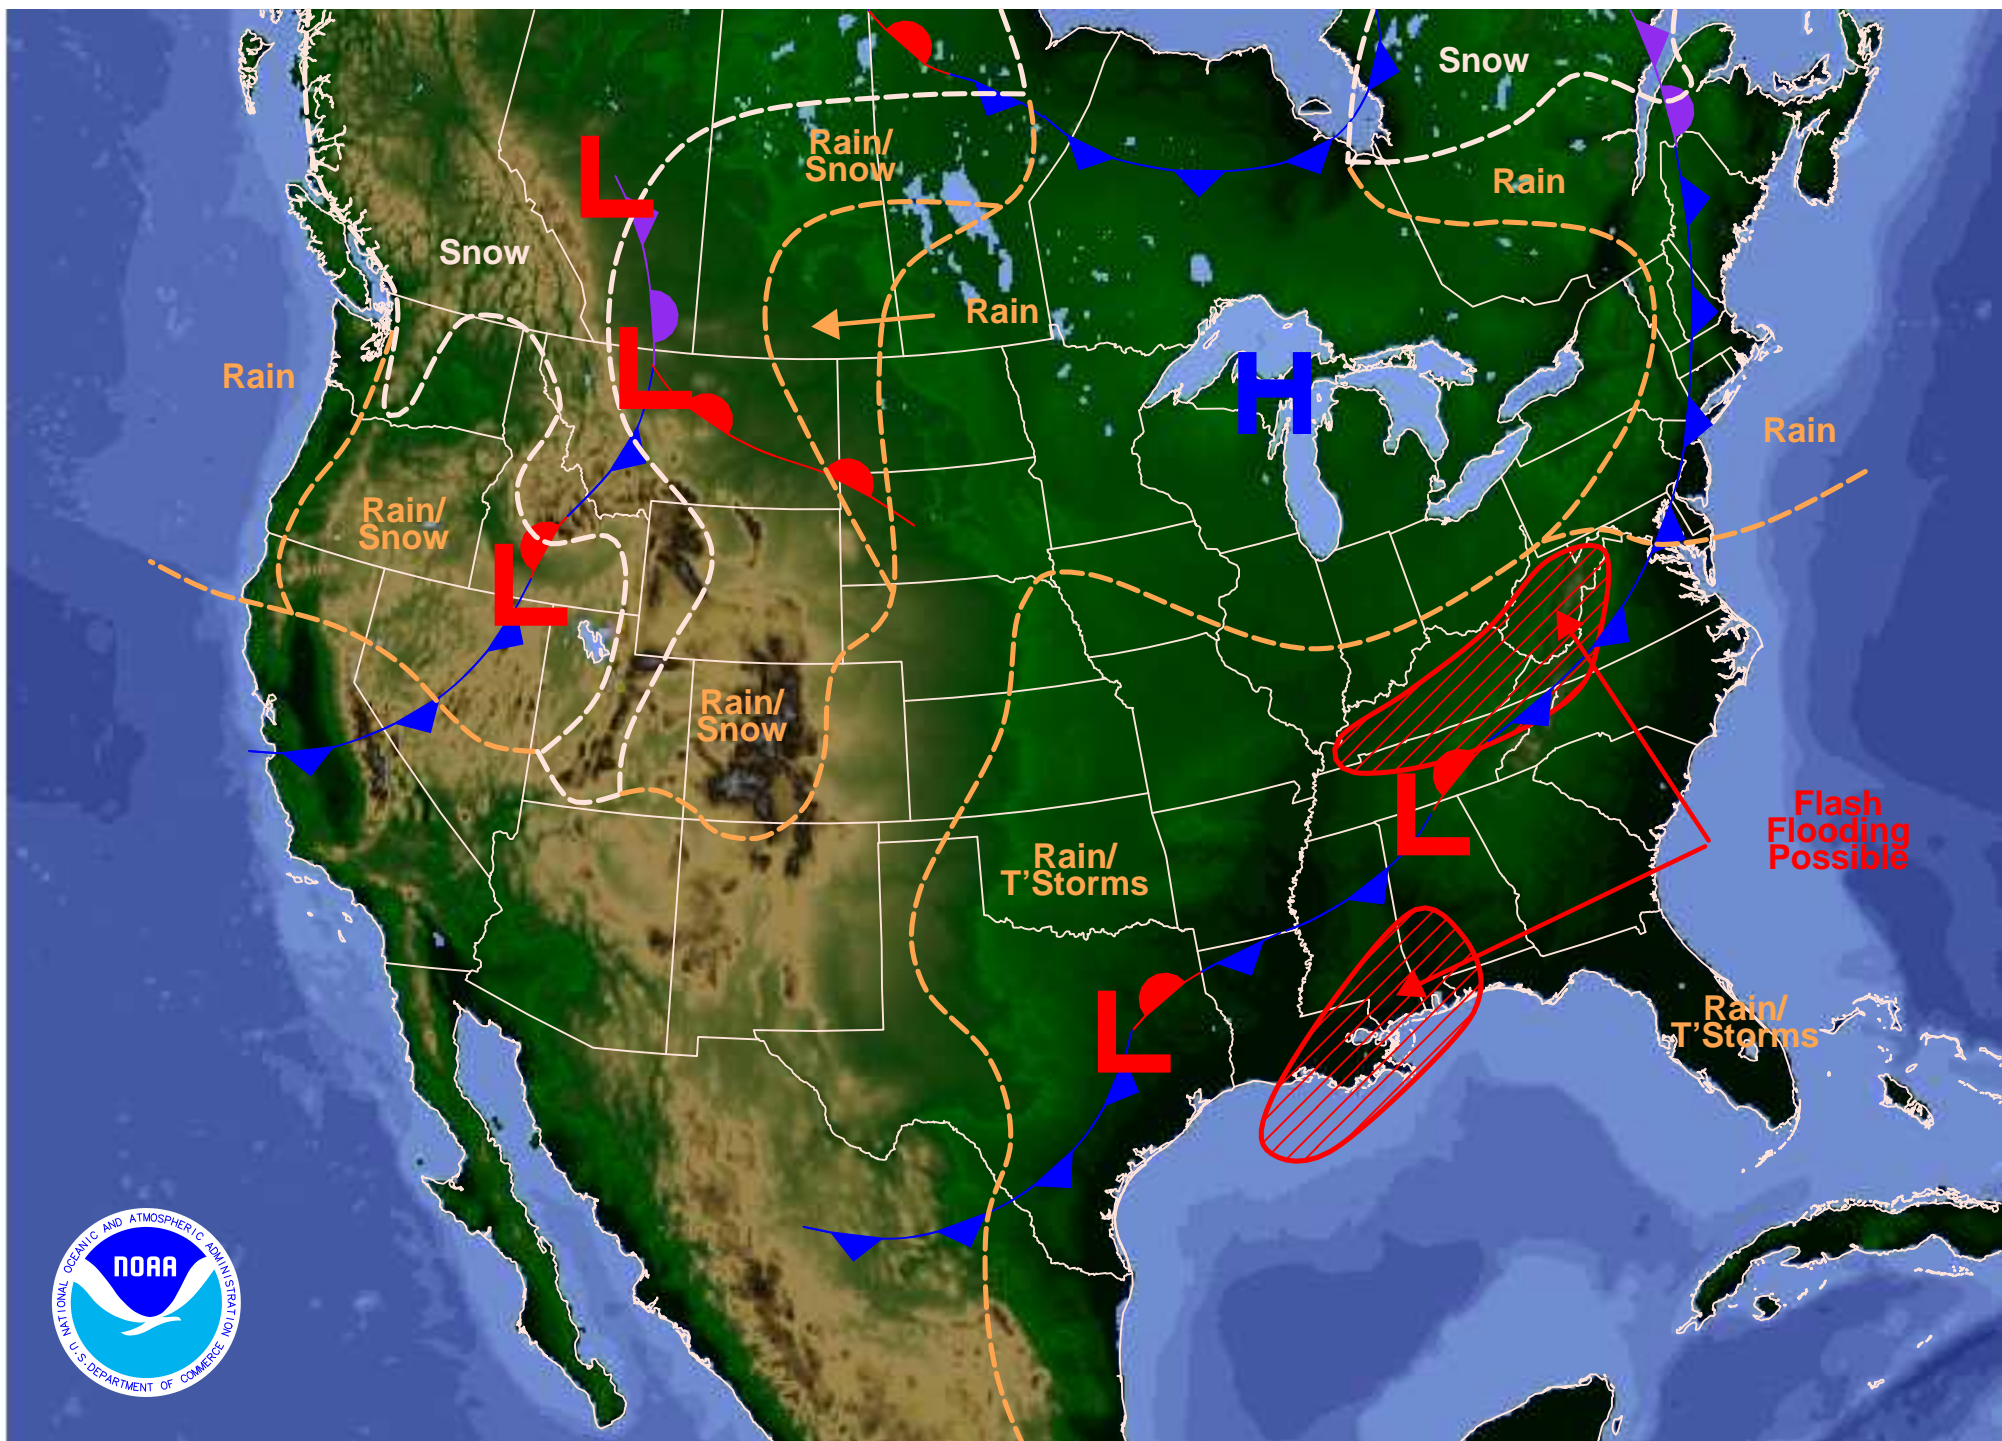 Snow
Rain/
Snow
Rain
L
Snow
Rain
L
H
Rain
Rain
Rain/
Snow
L
Rain/
Snow
Flash
Flooding
Possible
L
Rain/
T'Storms
L
Rain/
T'Storms
NATIONAL OCEANIC AND ATMOSPHERIC ADMINISTRATION
NOAA
U.S. DEPARTMENT OF COMMERCE